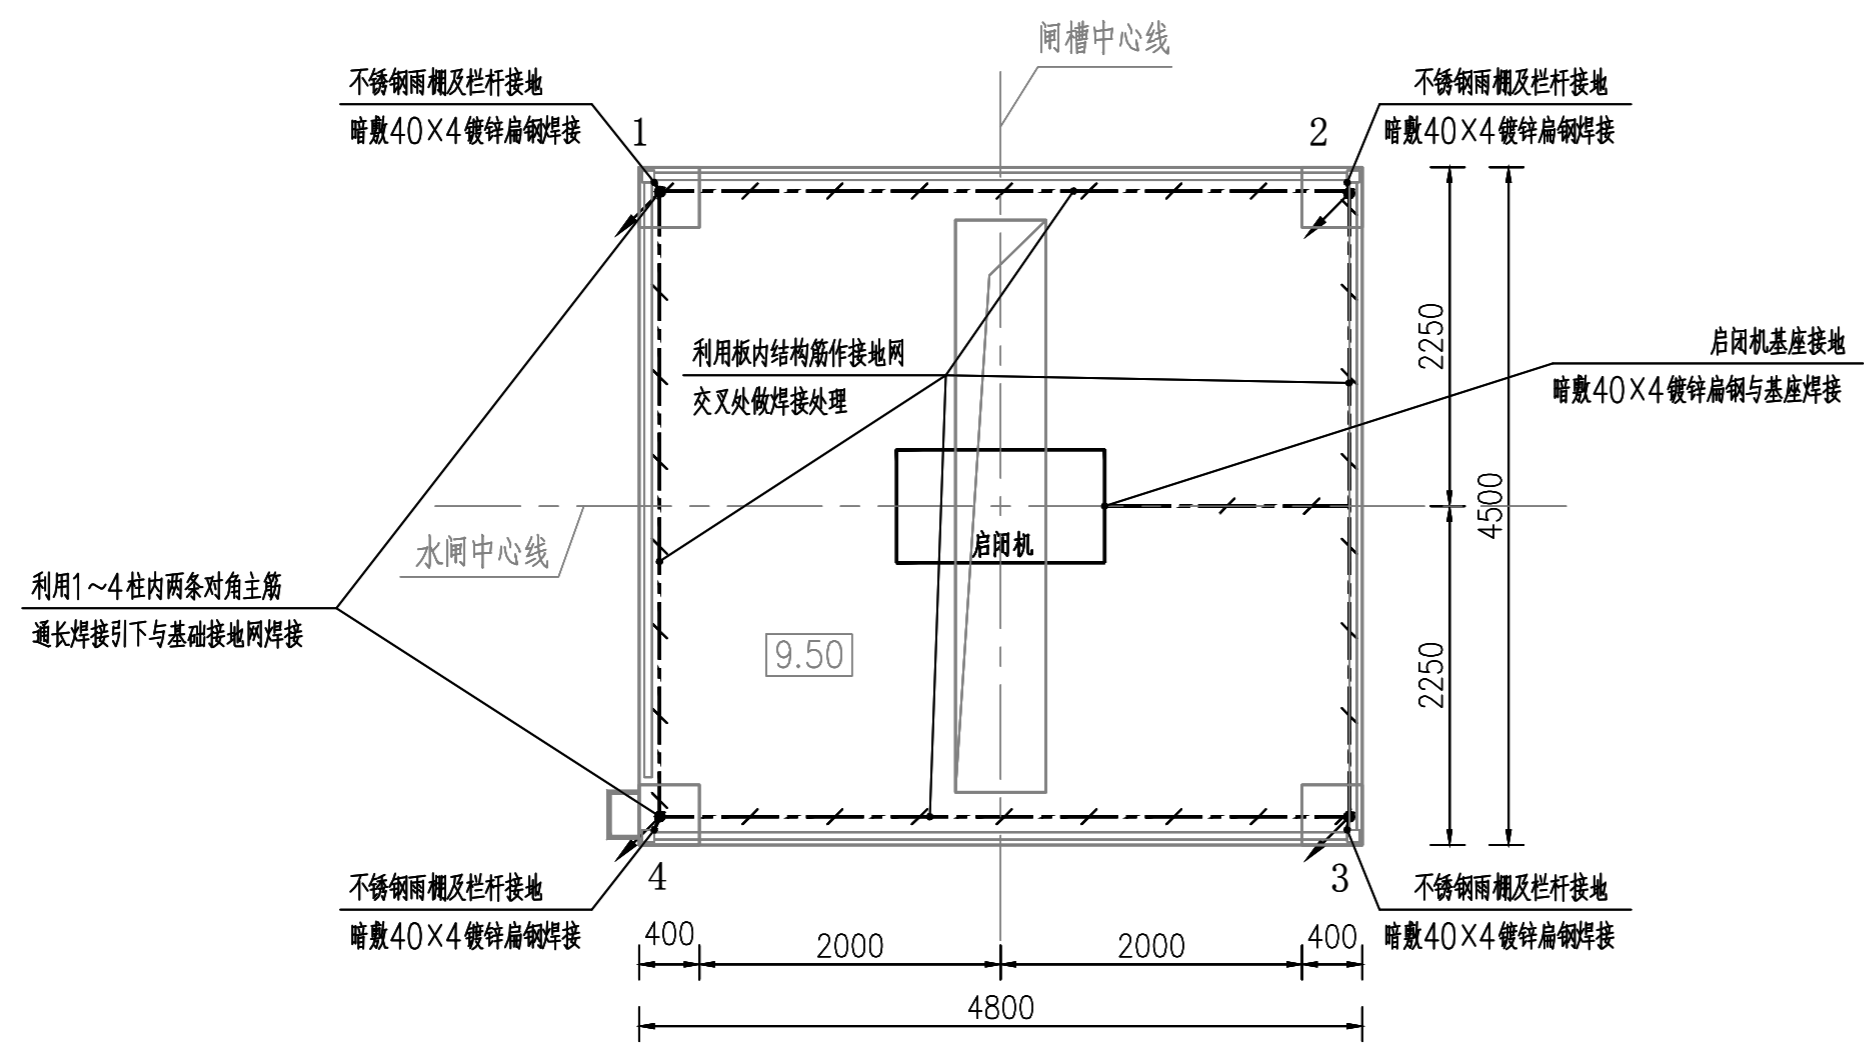 闸槽中心线
不锈钢雨棚及栏杆接地
暗敷40×4镀锌扁钢焊接
1
2
不锈钢雨棚及栏杆接地
暗敷40×4镀锌扁钢焊接
利用板内结构筋作接地网
交叉处做焊接处理
2250
4500
启闭机基座接地
暗敷40×4镀锌扁钢与基座焊接
水闸中心线
启闭机
利用1～4柱内两条对角主筋
通长焊接引下与基础接地网焊接
9.50
2250
4
3
不锈钢雨棚及栏杆接地
暗敷40×4镀锌扁钢焊接
不锈钢雨棚及栏杆接地
暗敷40×4镀锌扁钢焊接
400
2000
2000
400
4800